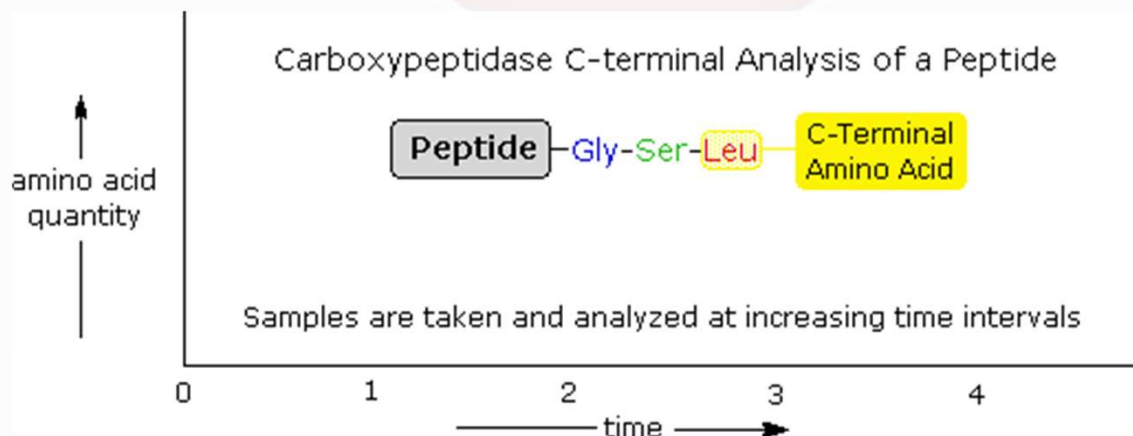 Carboxypeptidase C-terminal Analysis of a Peptide
Peptide-Gly-Ser-Leu
C-Terminal
Amino Acid
amino acid
quantity
Samples are taken and analyzed at increasing time intervals
0 1 2 3 4
time